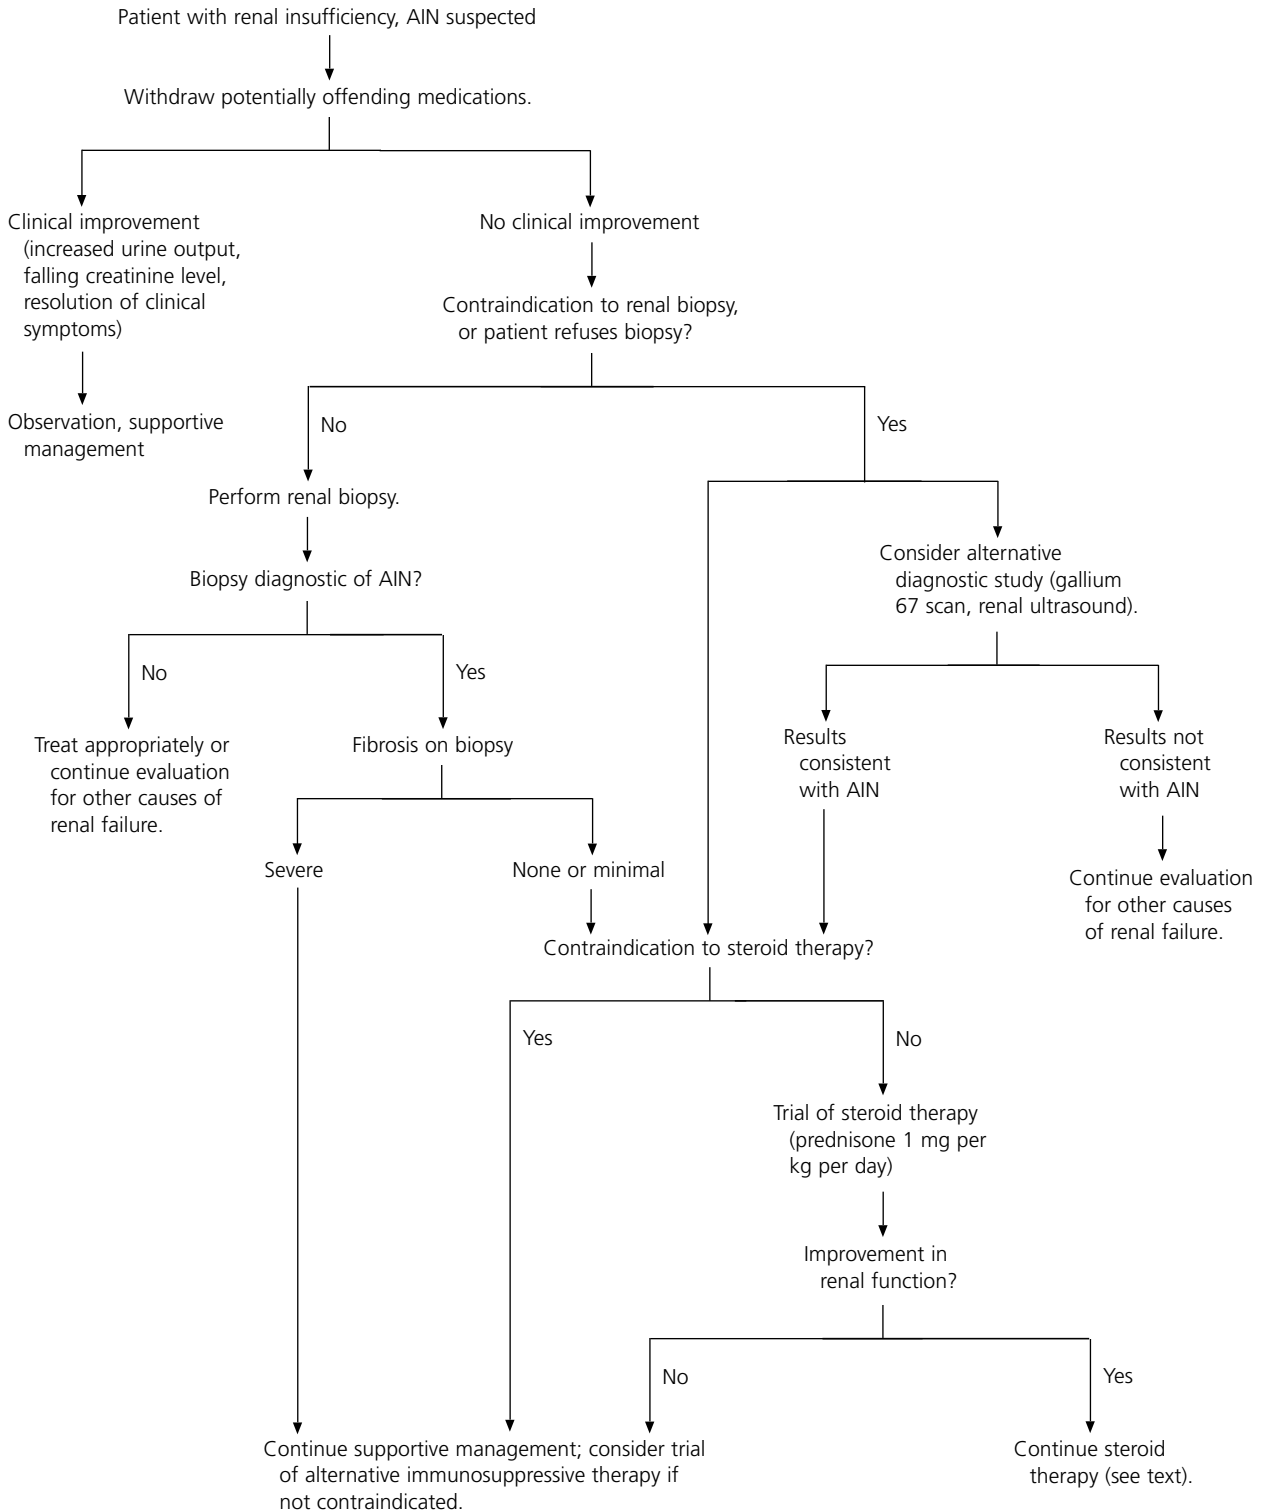 Patient with renal insufficiency, AIN suspected
Withdraw potentially offending medications.
Clinical improvement
(increased urine output,
falling creatinine level,
resolution of clinical
symptoms)
Observation, supportive
management
No clinical improvement
Contraindication to renal biopsy,
or patient refuses biopsy?
No
Yes
Perform renal biopsy.
Biopsy diagnostic of AIN?
No
Yes
Treat appropriately or
continue evaluation
for other causes of
renal failure.
Fibrosis on biopsy
Severe
None or minimal
Consider alternative
diagnostic study (gallium
67 scan, renal ultrasound).
Results
consistent
with AIN
Results not
consistent
with AIN
Continue evaluation
for other causes
of renal failure.
Contraindication to steroid therapy?
Yes
No
Trial of steroid therapy
(prednisone 1 mg per
kg per day)
Improvement in
renal function?
No
Yes
Continue supportive management; consider trial
of alternative immunosuppressive therapy if
not contraindicated.
Continue steroid
therapy (see text).